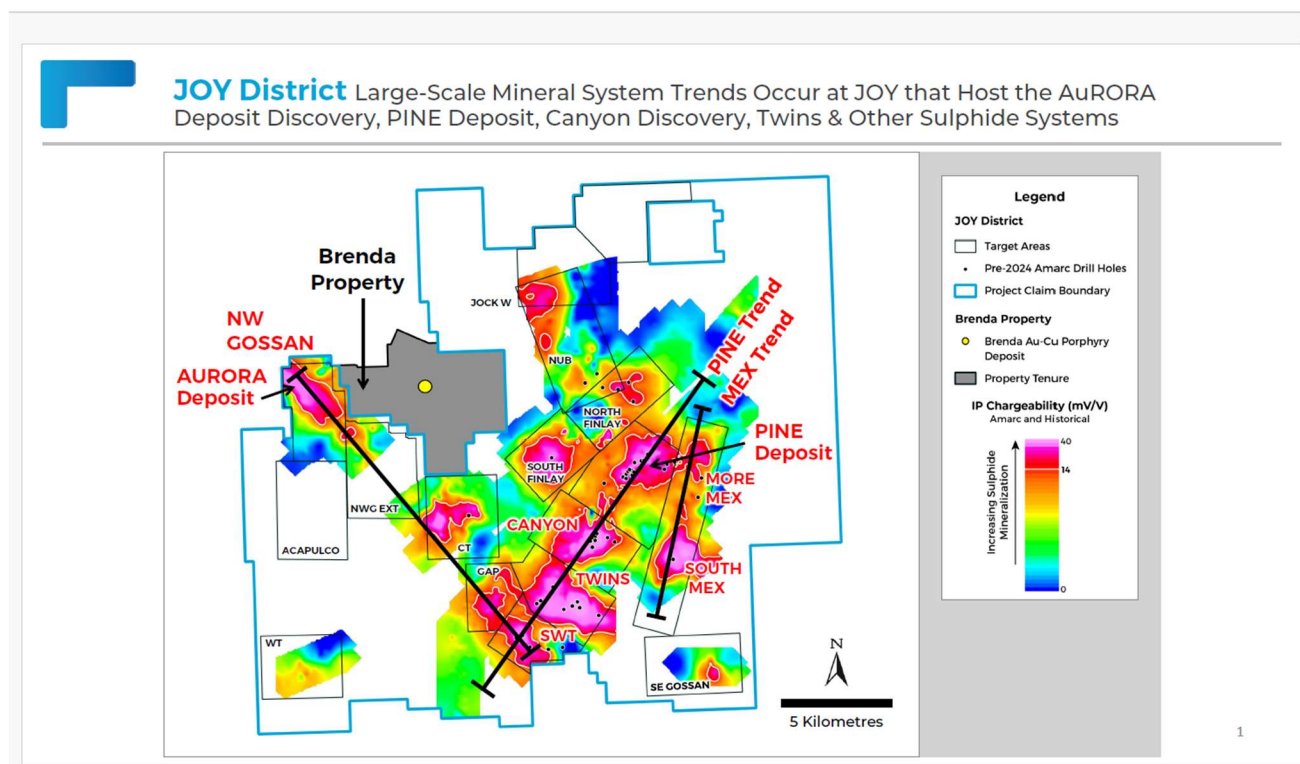 JOY District Large-Scale Mineral System Trends Occur at JOY that Host the AuRORA
Deposit Discovery, PINE Deposit, Canyon Discovery, Twins & Other Sulphide Systems
Brenda
Property
NW
GOSSAN
AURORA
Deposit
JOCK W
NUB
NORTH
FINLAY
SOUTH
FINLAY
PINE Trend
MEX Trend
PINE
Deposit
MORE
MEX
SOUTH
MEX
NWG EXT
ACAPULCO
CT
CANYON
GAP
TWINS
SWT
WT
SE GOSSAN
N
5 Kilometres
Legend
JOY District
Target Areas
Pre-2024 Amarc Drill Holes
Project Claim Boundary
Brenda Property
Brenda Au-Cu Porphyry
Deposit
Property Tenure
IP Chargeability (mV/V)
Amarc and Historical
Increasing Sulphide
Mineralization
40
14
0
1